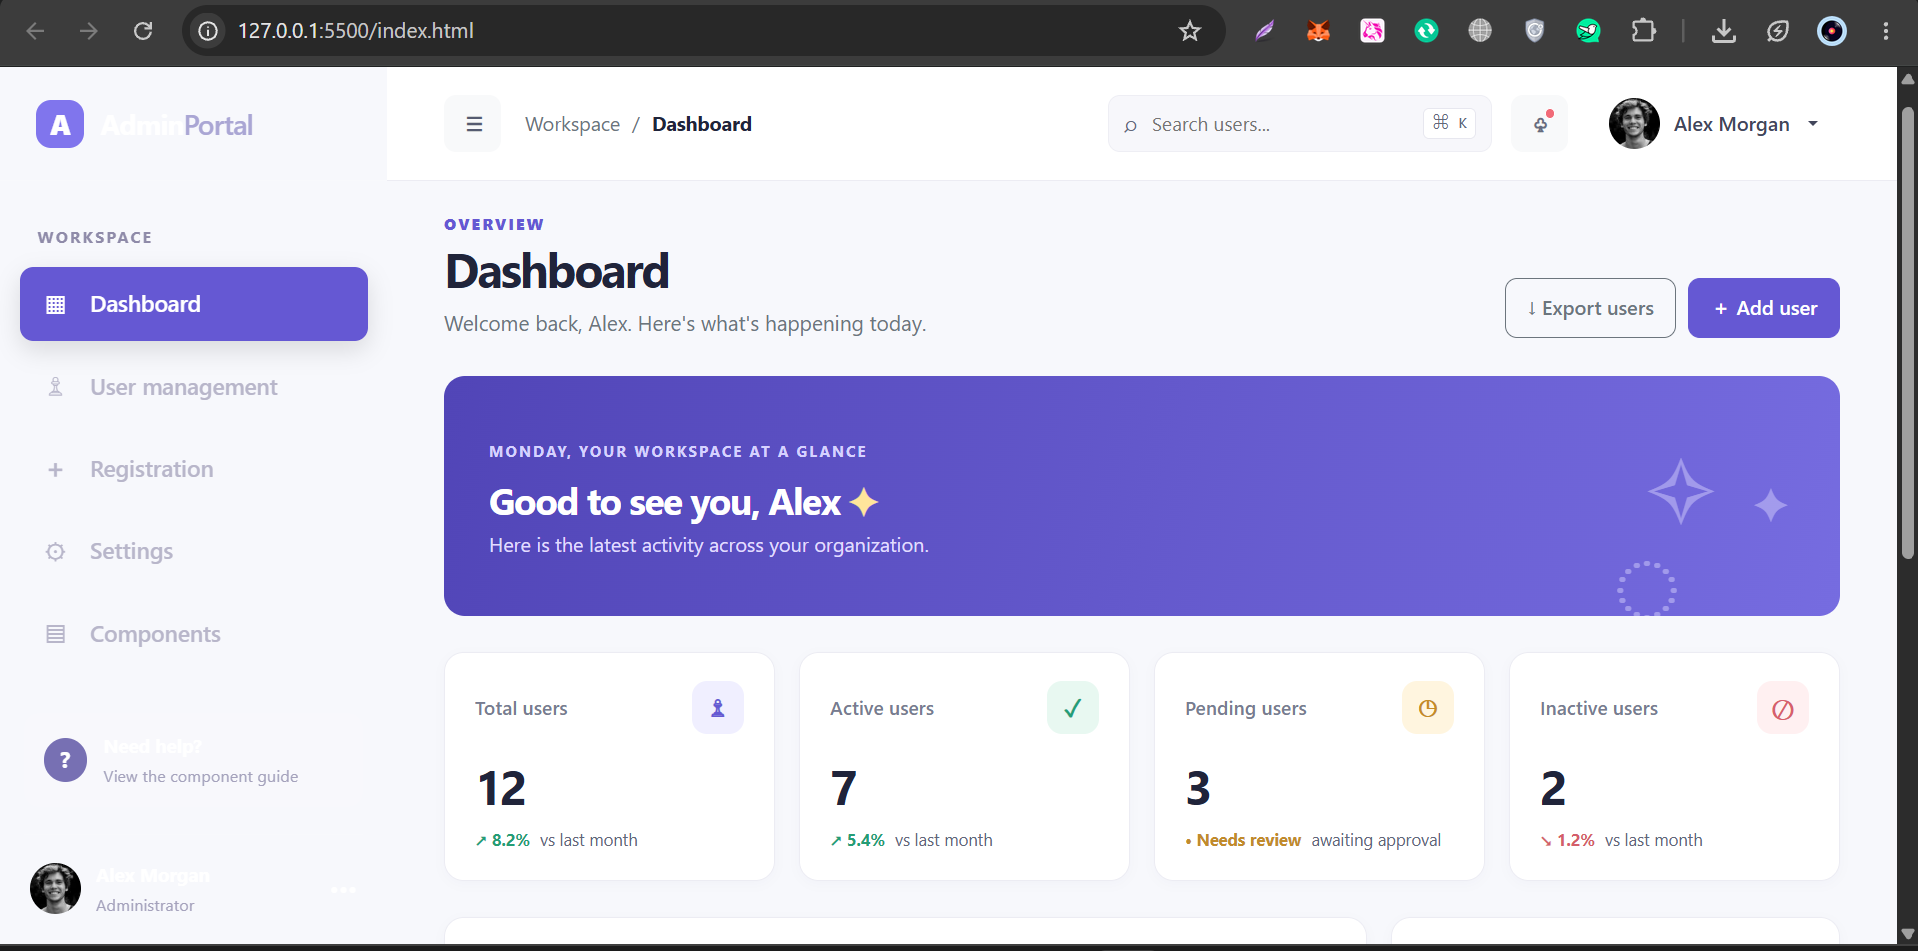 127.0.0.1:5500/index.html
A AdminPortal
Workspace / Dashboard
Search users...
⌘ K
Alex Morgan
WORKSPACE
Dashboard
User management
+ Registration
Settings
Components
? Need help?
View the component guide
Alex Morgan
Administrator
OVERVIEW
Dashboard
Welcome back, Alex. Here's what's happening today.
↓ Export users
+ Add user
MONDAY, YOUR WORKSPACE AT A GLANCE
Good to see you, Alex ✦
Here is the latest activity across your organization.
Total users
12
↗ 8.2% vs last month
Active users
✓
7
↗ 5.4% vs last month
Pending users
3
• Needs review awaiting approval
Inactive users
2
↘ 1.2% vs last month